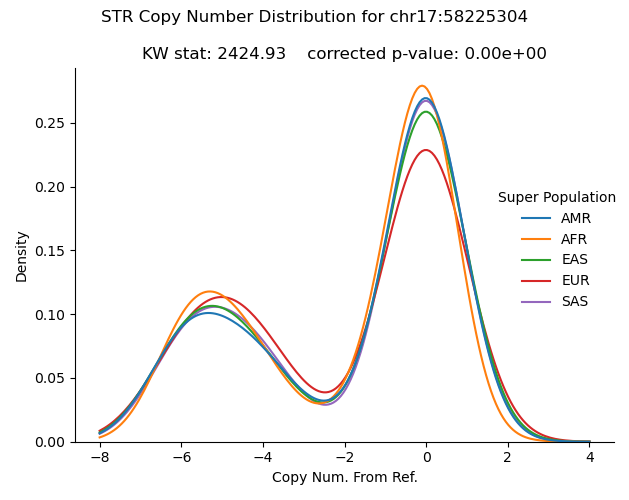 STR Copy Number Distribution for chr17:58225304
KW stat: 2424.93    corrected p-value: 0.00e+00
0.25
0.20
0.15
0.10
0.05
0.00
Density
Super Population
AMR
AFR
EAS
EUR
SAS
−8 −6 −4 −2 0 2 4
Copy Num. From Ref.